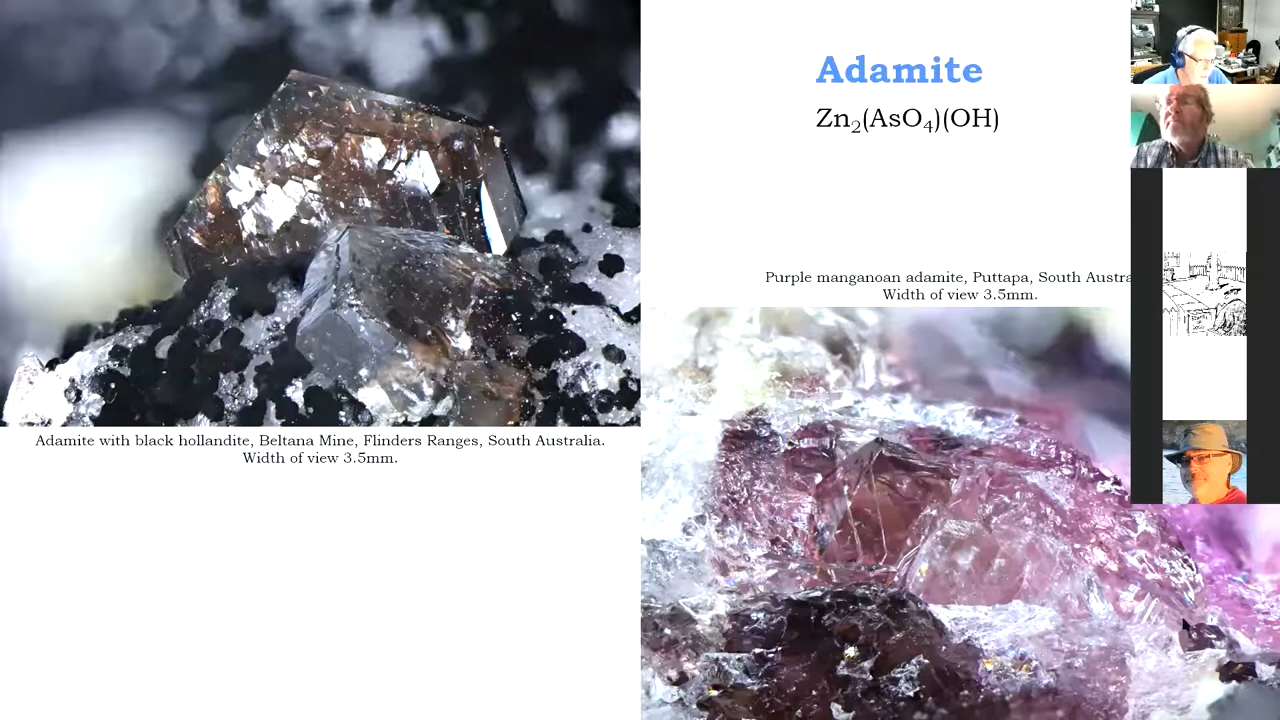 Adamite
Zn₂(AsO₄)(OH)
Purple manganoan adamite, Puttapa, South Austra
Width of view 3.5mm.
Adamite with black hollandite, Beltana Mine, Flinders Ranges, South Australia.
Width of view 3.5mm.